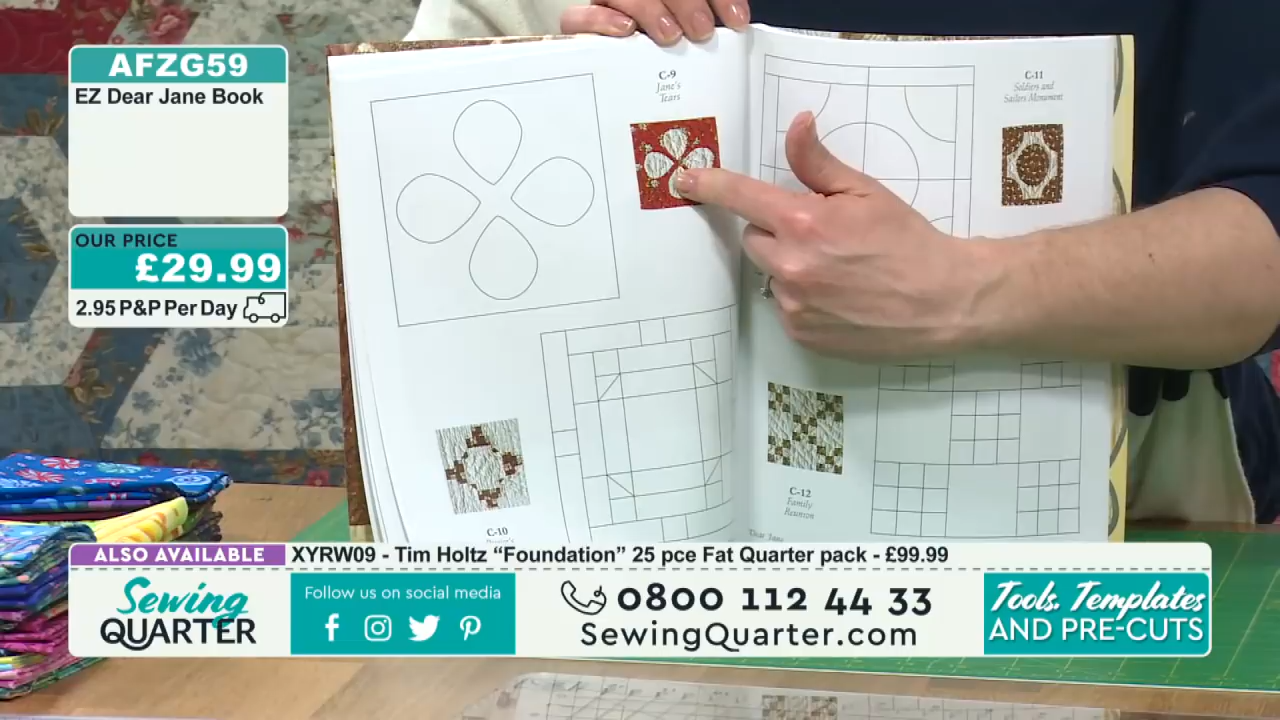 AFZG59
EZ Dear Jane Book
OUR PRICE
£29.99
2.95 P&P Per Day
C-9
Jane's
Tears
C-11
Soldiers and
Sailors Monument
C-10
C-12
Family
Reunion
Dear Jane
ALSO AVAILABLE
XYRW09 - Tim Holtz “Foundation” 25 pce Fat Quarter pack - £99.99
Sewing
QUARTER
Follow us on social media
0800 112 44 33
SewingQuarter.com
Tools, Templates
AND PRE-CUTS